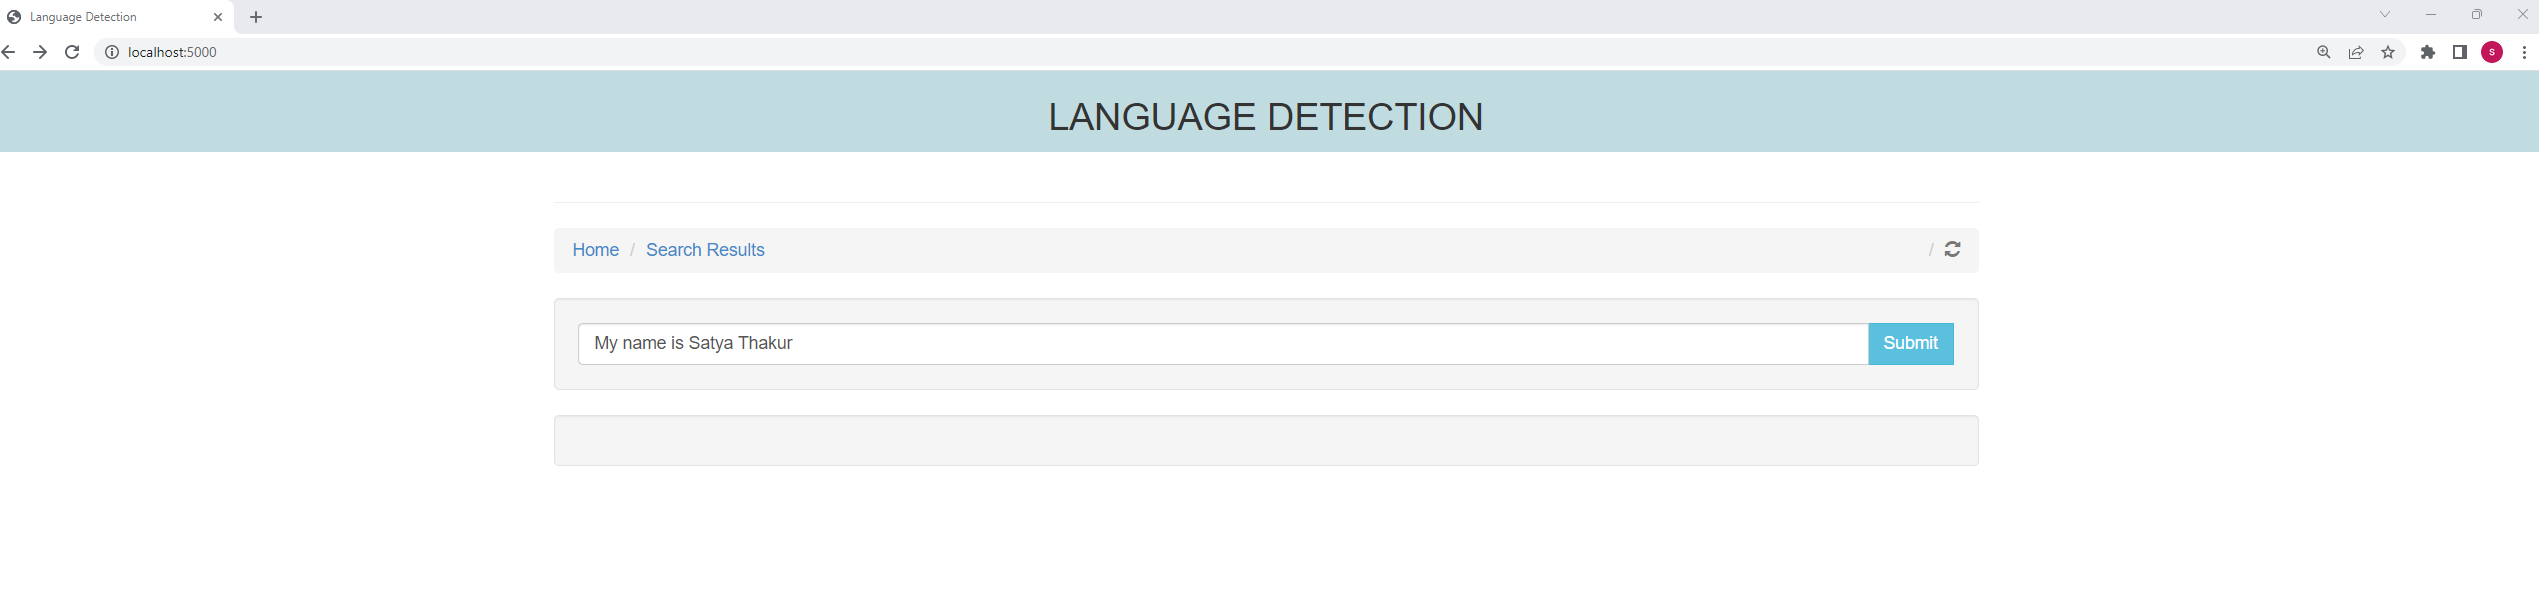 Language Detection
localhost:5000
S
LANGUAGE DETECTION
Home / Search Results /
My name is Satya Thakur Submit